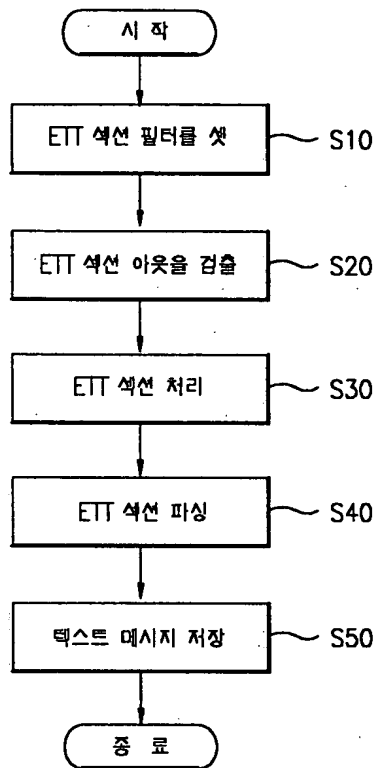 시 작
ETT 섹션 필터를 셋
S10
ETT 섹션 아웃을 검출
S20
ETT 섹션 처리
S30
ETT 섹션 파싱
S40
텍스트 메시지 저장
S50
종 료